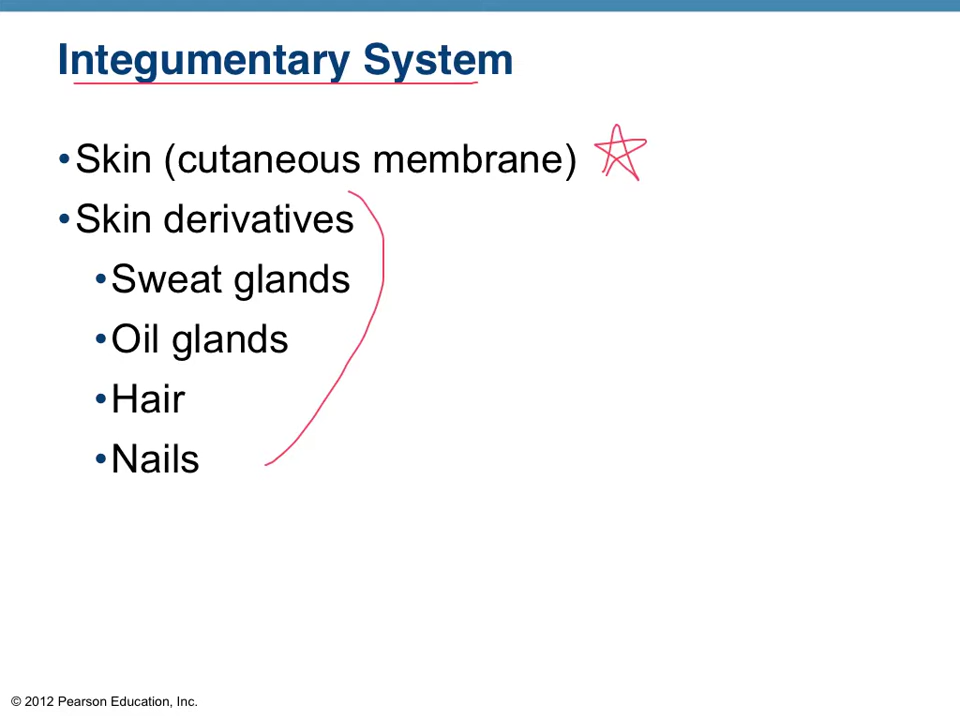 Integumentary System
•Skin (cutaneous membrane)
•Skin derivatives
•Sweat glands
•Oil glands
•Hair
•Nails
© 2012 Pearson Education, Inc.